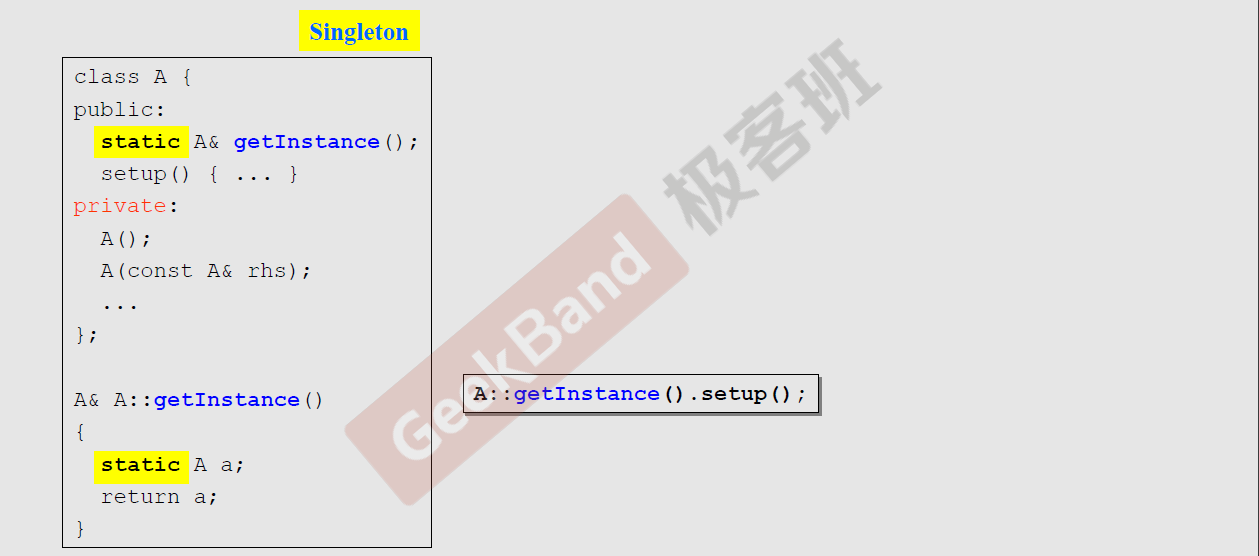 Singleton
class A {
public:
static A& getInstance();
setup() { ... }
private:
A();
A(const A& rhs);
...
};
A& A::getInstance()
{
static A a;
return a;
}
A::getInstance().setup();
GeekBand 极客班